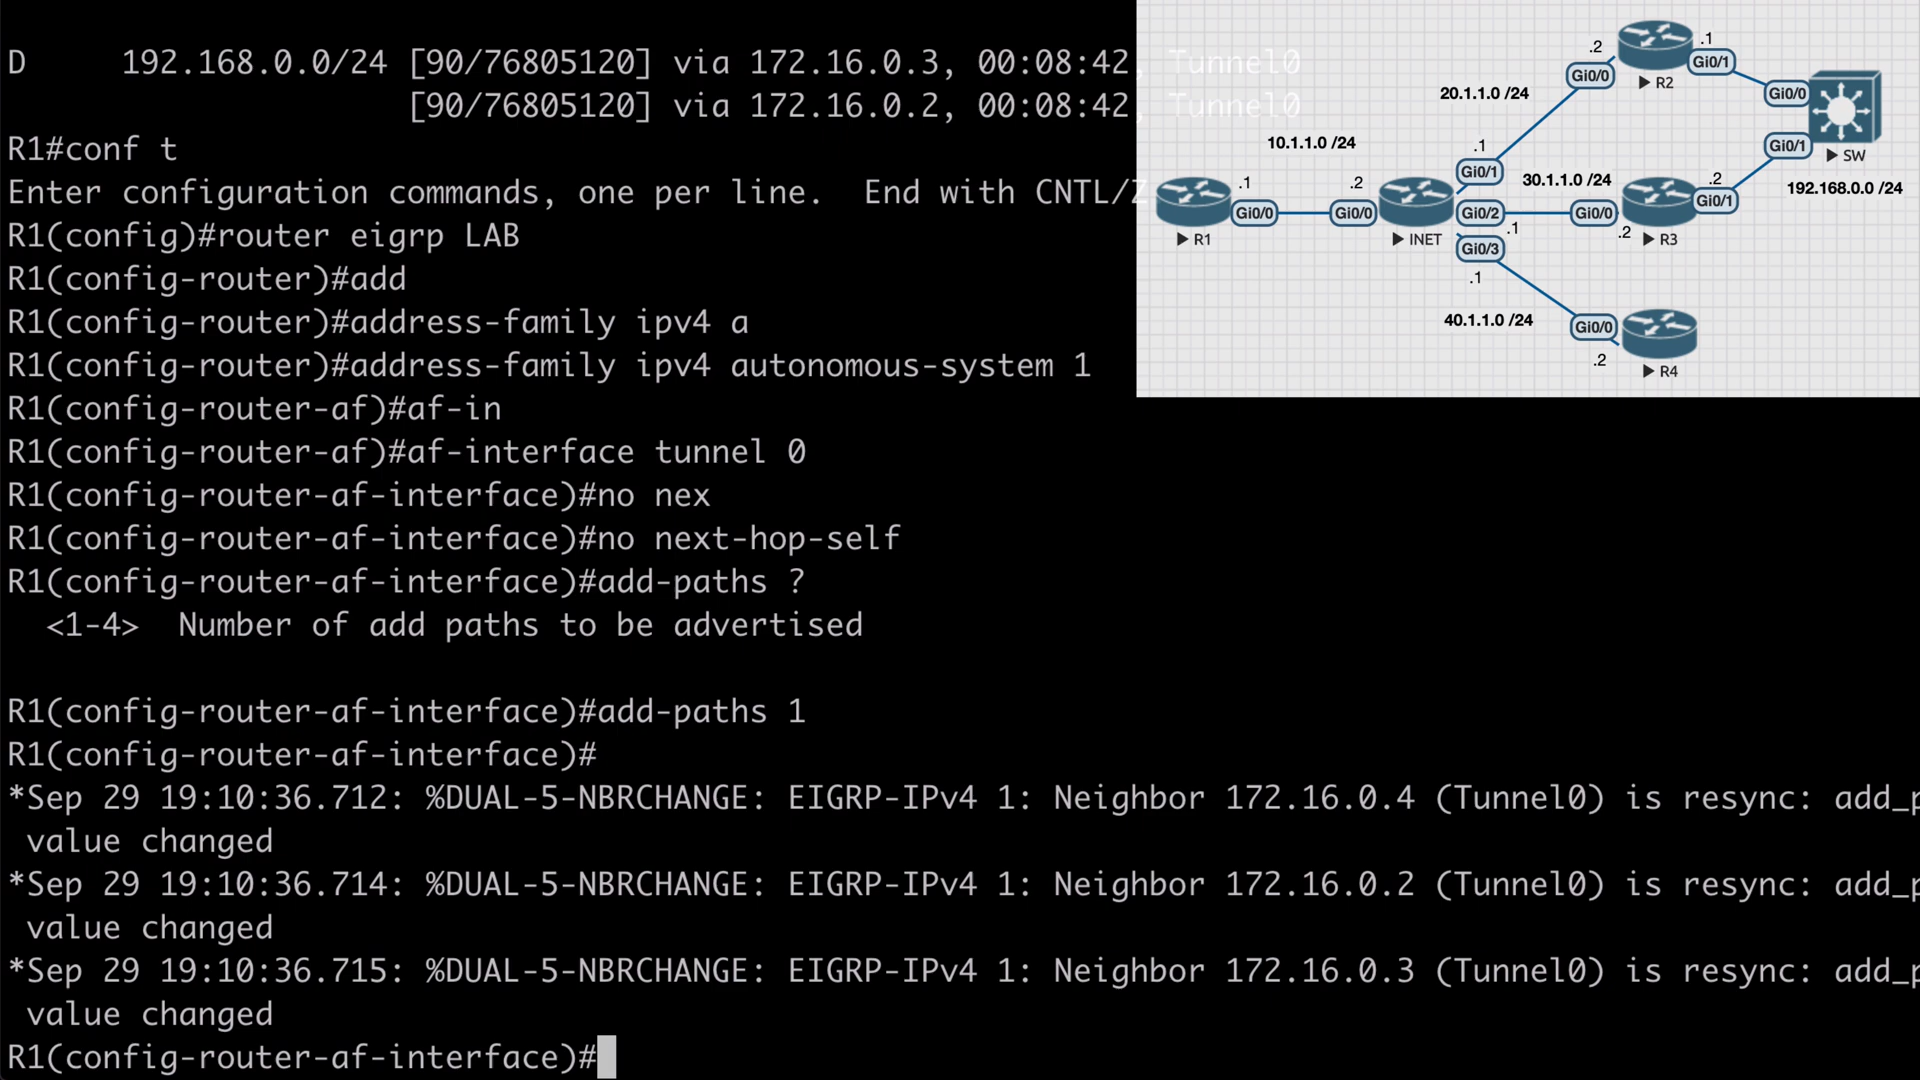 D     192.168.0.0/24 [90/76805120] via 172.16.0.3, 00:08:42, Tunnel0
                     [90/76805120] via 172.16.0.2, 00:08:42, Tunnel0
R1#conf t
Enter configuration commands, one per line.  End with CNTL/Z
R1(config)#router eigrp LAB
R1(config-router)#add
R1(config-router)#address-family ipv4 a
R1(config-router)#address-family ipv4 autonomous-system 1
R1(config-router-af)#af-in
R1(config-router-af)#af-interface tunnel 0
R1(config-router-af-interface)#no nex
R1(config-router-af-interface)#no next-hop-self
R1(config-router-af-interface)#add-paths ?
  <1-4>  Number of add paths to be advertised
R1(config-router-af-interface)#add-paths 1
R1(config-router-af-interface)#
*Sep 29 19:10:36.712: %DUAL-5-NBRCHANGE: EIGRP-IPv4 1: Neighbor 172.16.0.4 (Tunnel0) is resync: add_p
 value changed
*Sep 29 19:10:36.714: %DUAL-5-NBRCHANGE: EIGRP-IPv4 1: Neighbor 172.16.0.2 (Tunnel0) is resync: add_p
 value changed
*Sep 29 19:10:36.715: %DUAL-5-NBRCHANGE: EIGRP-IPv4 1: Neighbor 172.16.0.3 (Tunnel0) is resync: add_p
 value changed
R1(config-router-af-interface)#
.2
.1
Gi0/0
Gi0/1
R2
20.1.1.0 /24
Gi0/0
10.1.1.0 /24
.1
Gi0/1
Gi0/1
SW
192.168.0.0 /24
.1
.2
Gi0/0
Gi0/0
Gi0/1
30.1.1.0 /24
Gi0/2
Gi0/0
.2
Gi0/1
R1
INET
.1
.2
R3
Gi0/3
.1
40.1.1.0 /24
Gi0/0
.2
R4